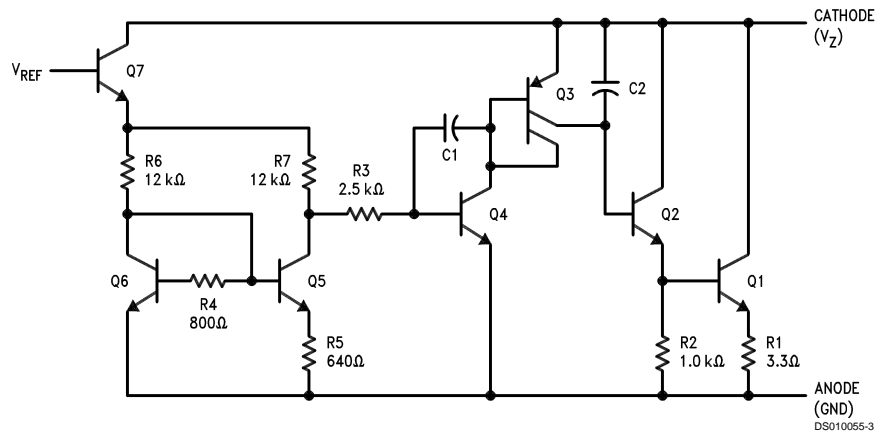 CATHODE
(VZ)
VREF
Q7
Q3
C2
C1
R6
12 kΩ
R7
12 kΩ
R3
2.5 kΩ
Q4
Q2
Q6
R4
800Ω
Q5
Q1
R5
640Ω
R2
1.0 kΩ
R1
3.3Ω
ANODE
(GND)
DS010055-3